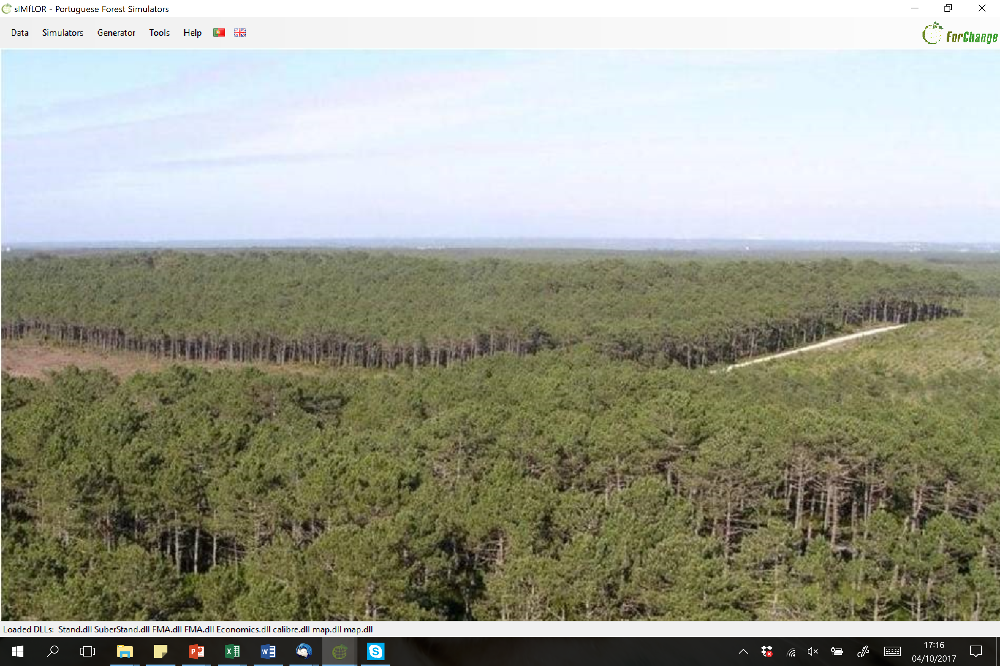 sIMfLOR - Portuguese Forest Simulators
Data Simulators Generator Tools Help
ForChange
Loaded DLLs: Stand.dll SuberStand.dll FMA.dll FMA.dll Economics.dll calibre.dll map.dll map.dll
17:16
04/10/2017